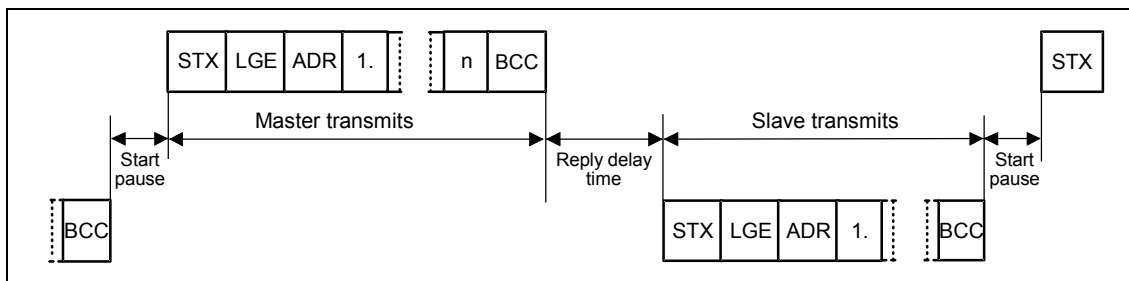 STX LGE ADR 1. n BCC
STX
Master transmits
Slave transmits
Start
pause
Reply delay
time
Start
pause
BCC
STX LGE ADR 1. BCC